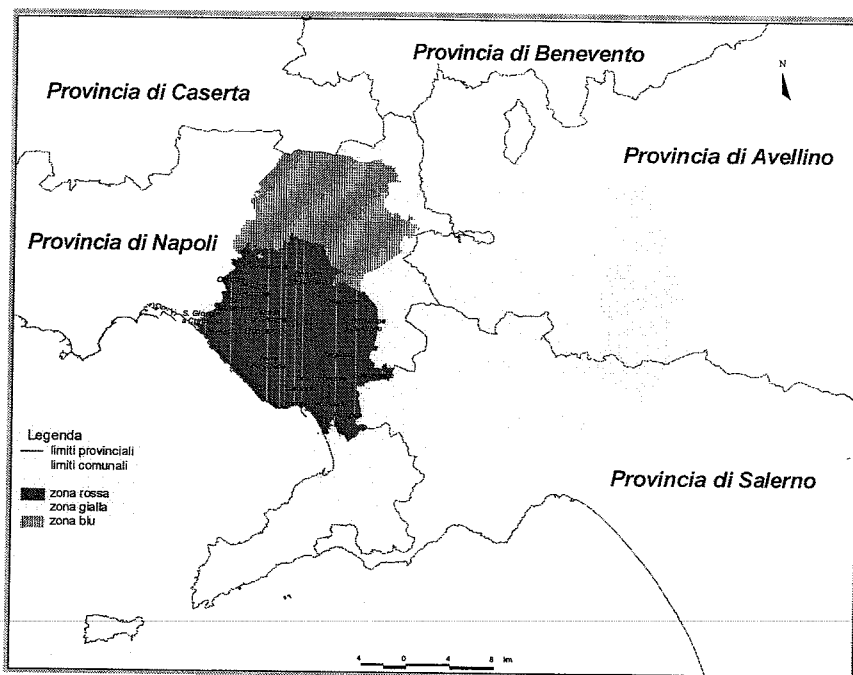 Provincia di Benevento
N
Provincia di Caserta
Provincia di Avellino
Provincia di Napoli
S. Gio
Legenda
limiti provinciali
limiti comunali
zona rossa
zona gialla
zona blu
Provincia di Salerno
4 0 4 8 km